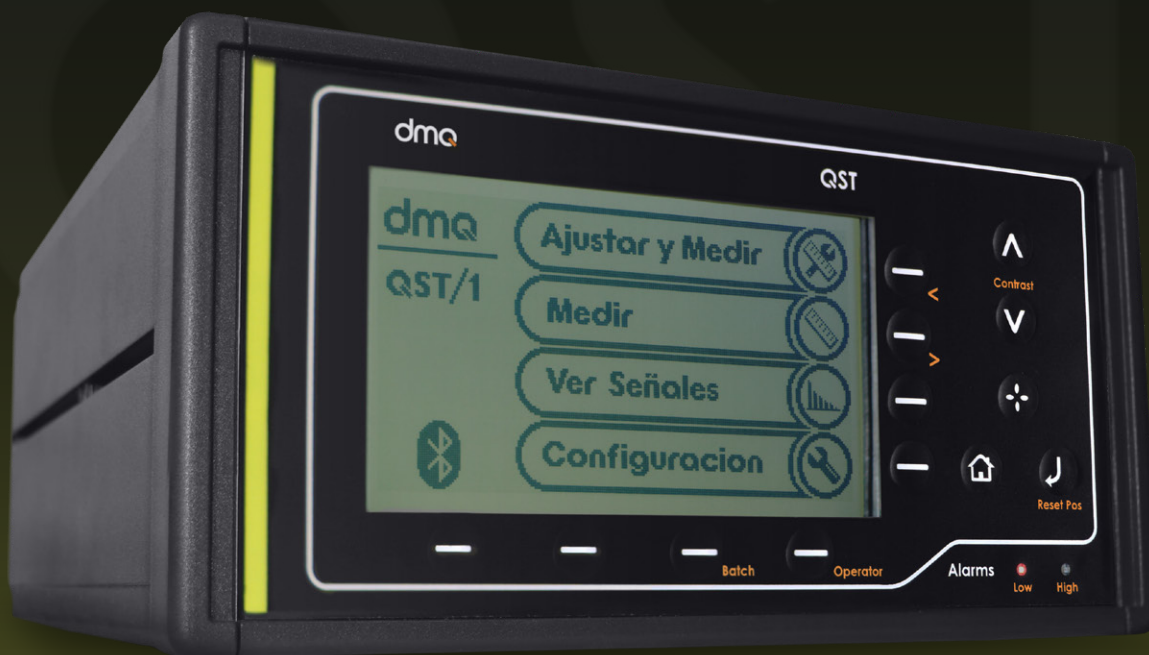 dmq
QST
dmq
QST/1
Ajustar y Medir
Medir
Ver Señales
Configuracion
<
>
Contrast
Reset Pos
Batch
Operator
Alarms
Low
High